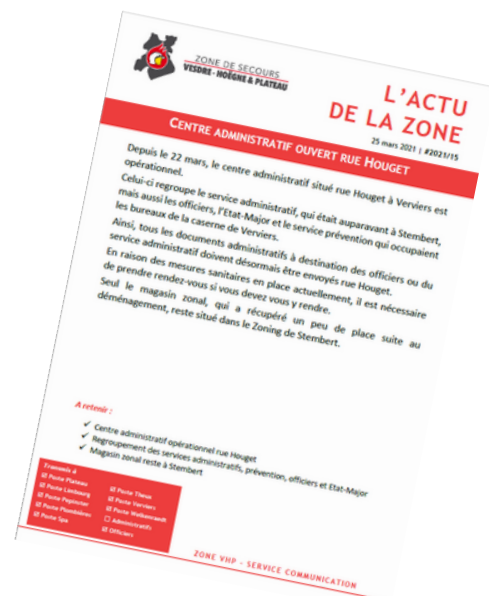 ZONE DE SECOURS
VESDRE - HOËGNE & PLATEAU
L'ACTU
DE LA ZONE
25 mars 2021 | #2021/15
CENTRE ADMINISTRATIF OUVERT RUE HOUGET
Depuis le 22 mars, le centre administratif situé rue Houget à Verviers est
opérationnel.
Celui-ci regroupe le service administratif, qui était auparavant à Stembert,
mais aussi les officiers, l'Etat-Major et le service prévention qui occupaient
les bureaux de la caserne de Verviers.
Ainsi, tous les documents administratifs à destination des officiers ou du
service administratif doivent désormais être envoyés rue Houget.
En raison des mesures sanitaires en place actuellement, il est nécessaire
de prendre rendez-vous si vous devez vous y rendre.
Seul le magasin zonal, qui a récupéré un peu de place suite au
déménagement, reste situé dans le Zoning de Stembert.
A retenir :
✓ Centre administratif opérationnel rue Houget
✓ Regroupement des services administratifs, prévention, officiers et Etat-Major
✓ Magasin zonal reste à Stembert
Transmis à
☑ Poste Plateau
☑ Poste Limbourg
☑ Poste Pepinster
☑ Poste Plombières
☑ Poste Spa
☑ Poste Theux
☑ Poste Verviers
☑ Poste Welkenraedt
☐ Administratifs
☑ Officiers
ZONE VHP - SERVICE COMMUNICATION